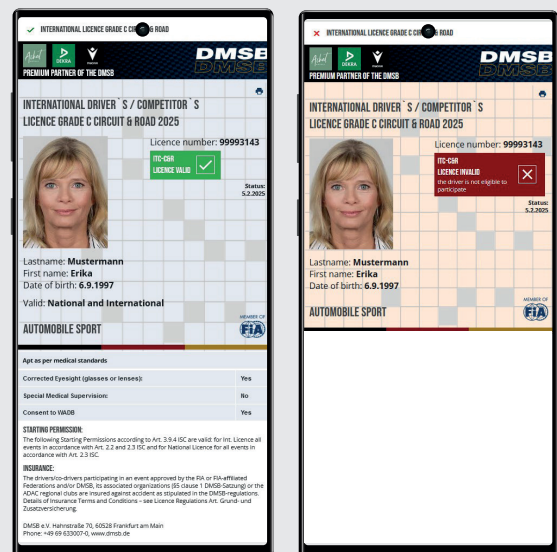 INTERNATIONAL LICENCE GRADE C CIR & ROAD
DEKRA
PREMIUM PARTNER OF THE DMSB
DMSB
DMSB
INTERNATIONAL DRIVER`S / COMPETITOR`S
LICENCE GRADE C CIRCUIT & ROAD 2025
Licence number: 99993143
ITC-C&R
LICENCE VALID
Status:
5.2.2025
Lastname: Mustermann
First name: Erika
Date of birth: 6.9.1997
Valid: National and International
AUTOMOBILE SPORT
MEMBER OF
FiA
Apt as per medical standards
Corrected Eyesight (glasses or lenses): Yes
Special Medical Supervision: No
Consent to WADB Yes
STARTING PERMISSION:
The following Starting Permissions according to Art. 3.9.4 ISC are valid: for Int. Licence all
events in accordance with Art. 2.2 and 2.3 ISC and for National Licence for all events in
accordance with Art. 2.3 ISC.
INSURANCE:
The drivers/co-drivers participating in an event approved by the FIA or FIA-affiliated
Federations and/or DMSB, its associated organizations (§5 clause 1 DMSB-Satzung) or the
ADAC regional clubs are insured against accident as stipulated in the DMSB-regulations.
Details of Insurance Terms and Conditions – see Licence Regulations Art. Grund- und
Zusatzversicherung.
DMSB e.V. Hahnstraße 70, 60528 Frankfurt am Main
Phone: +49 69 633007-0, www.dmsb.de
INTERNATIONAL LICENCE GRADE C CIR & ROAD
DEKRA
PREMIUM PARTNER OF THE DMSB
DMSB
DMSB
INTERNATIONAL DRIVER`S / COMPETITOR`S
LICENCE GRADE C CIRCUIT & ROAD 2025
Licence number: 99993143
ITC-C&R
LICENCE INVALID
the driver is not eligible to
participate
Status:
5.2.2025
Lastname: Mustermann
First name: Erika
Date of birth: 6.9.1997
AUTOMOBILE SPORT
MEMBER OF
FiA